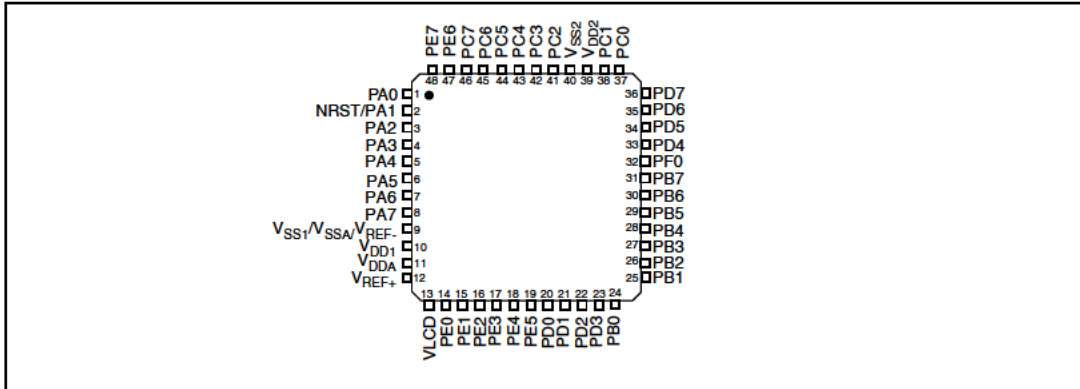 PE7 PE6 PC7 PC6 PC5 PC4 PC3 PC2 VSS2 VDD2 PC1 PC0
48 47 46 45 44 43 42 41 40 39 38 37
PA0 1 36 PD7
NRST/PA1 2 35 PD6
PA2 3 34 PD5
PA3 4 33 PD4
PA4 5 32 PF0
PA5 6 31 PB7
PA6 7 30 PB6
PA7 8 29 PB5
VSS1/VSSA/VREF- 9 28 PB4
VDD1 10 27 PB3
VDDA 11 26 PB2
VREF+ 12 25 PB1
13 14 15 16 17 18 19 20 21 22 23 24
VLCD PE0 PE1 PE2 PE3 PE4 PE5 PD0 PD1 PD2 PD3 PB0